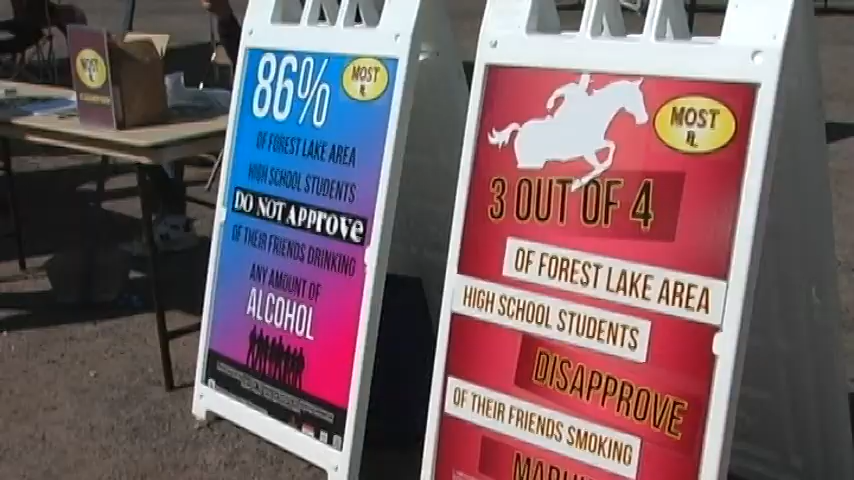 86%
MOST
OF FOREST LAKE AREA
HIGH SCHOOL STUDENTS
DO NOT APPROVE
OF THEIR FRIENDS DRINKING
ANY AMOUNT OF
ALCOHOL
MOST
3 OUT OF 4
OF FOREST LAKE AREA
HIGH SCHOOL STUDENTS
DISAPPROVE
OF THEIR FRIENDS SMOKING